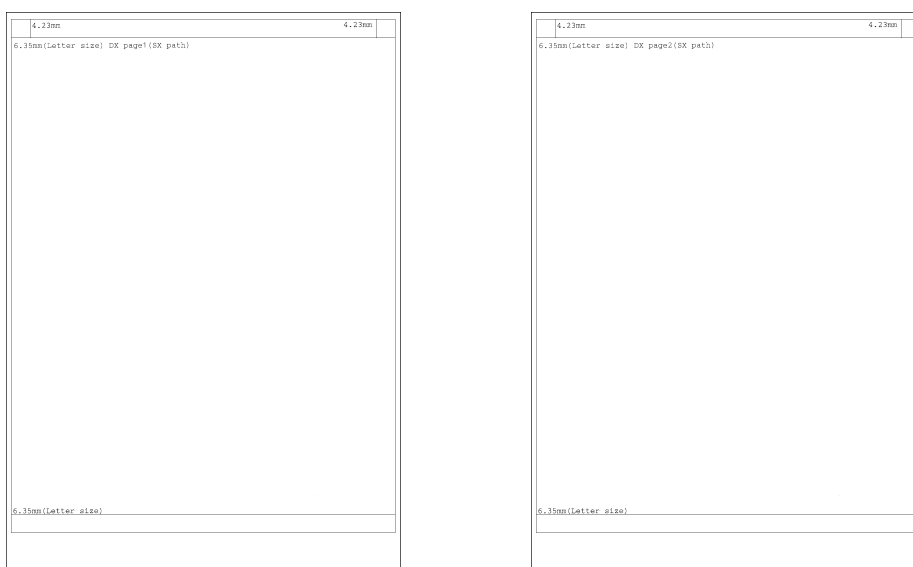 4.23mm 4.23mm
6.35mm(Letter size) DX page1(SX path)
6.35mm(Letter size)
4.23mm 4.23mm
6.35mm(Letter size) DX page2(SX path)
6.35mm(Letter size)